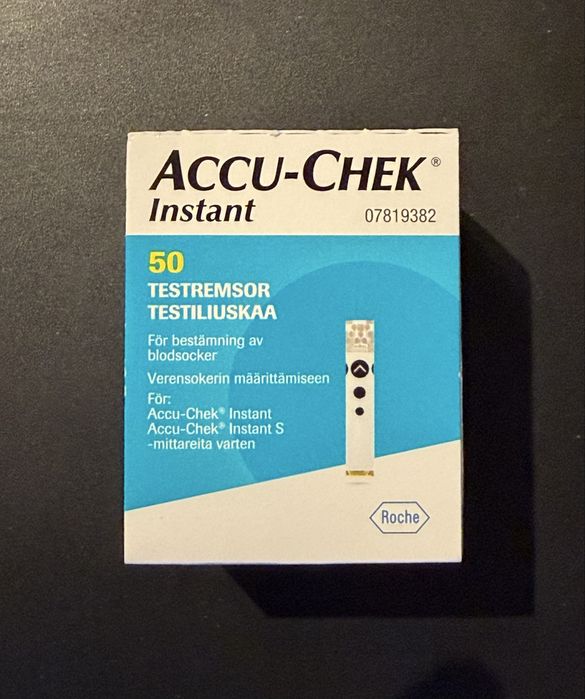 ACCU-CHEK®
Instant
07819382
50
TESTREMSOR
TESTILIUSKAA
För bestämning av
blodsocker
Verensokerin määrittämiseen
För:
Accu-Chek® Instant
Accu-Chek® Instant S
-mittareita varten
Roche